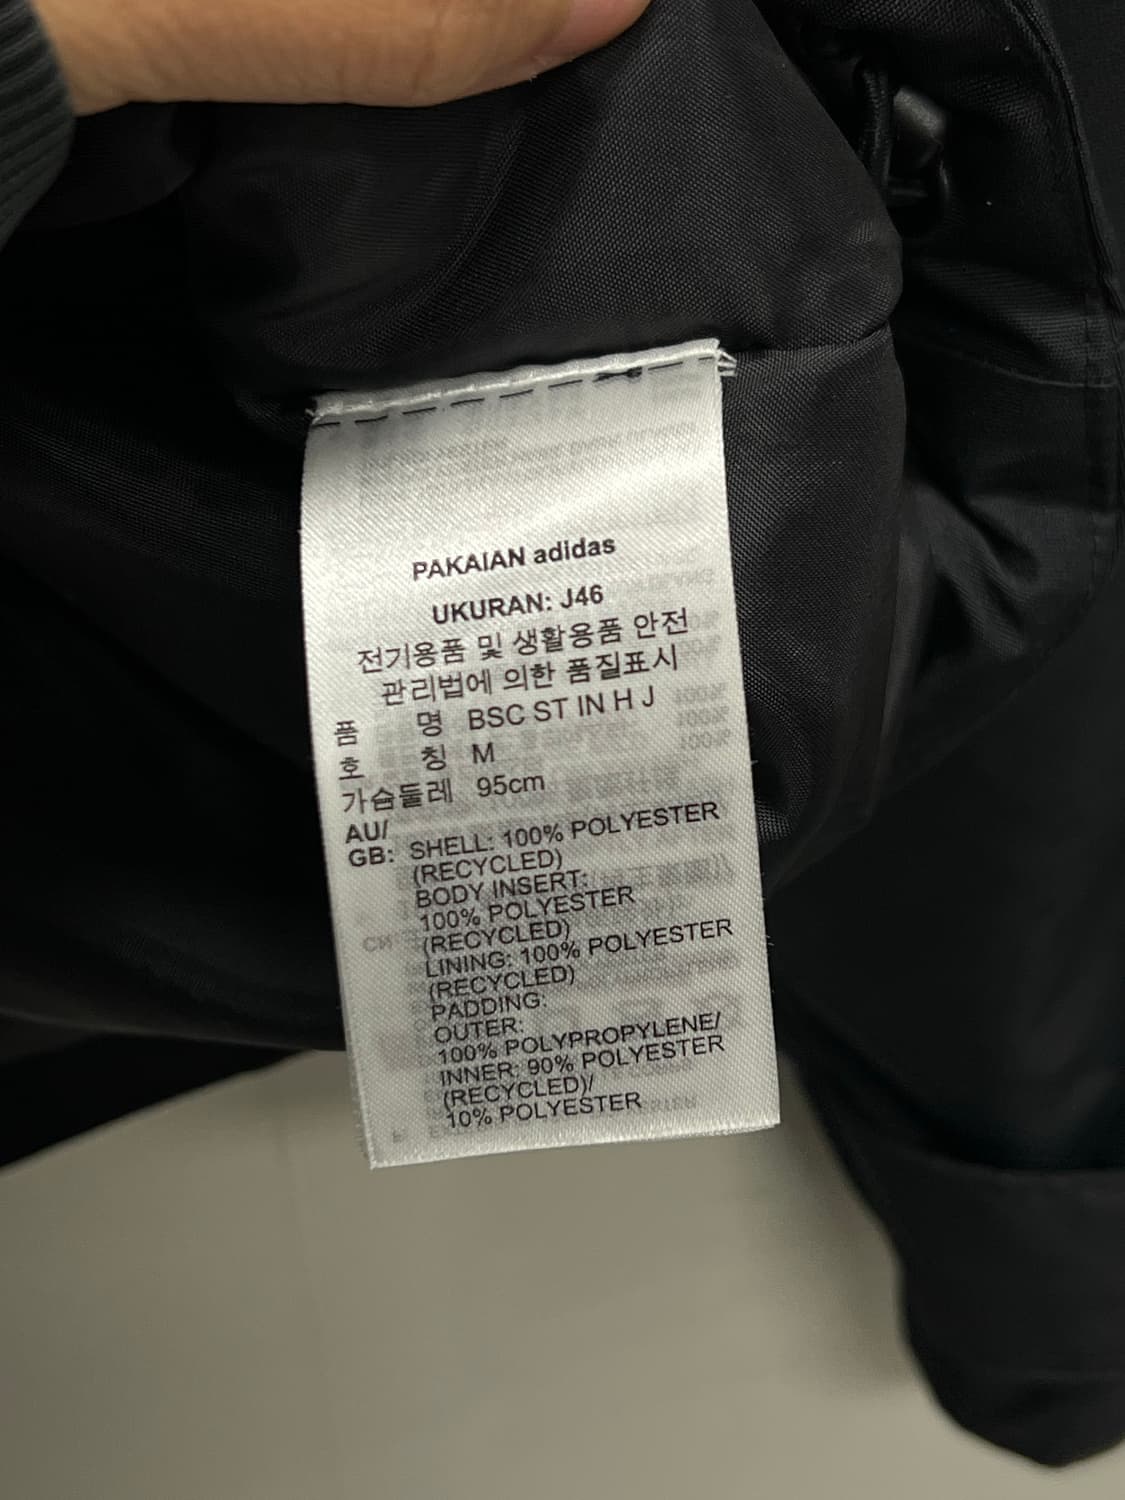 PAKAIAN adidas
UKURAN: J46
전기용품 및 생활용품 안전
관리법에 의한 품질표시
품 명 BSC ST IN H J
호 칭 M
가슴둘레 95cm
AU/
GB: SHELL: 100% POLYESTER
(RECYCLED)
BODY INSERT:
100% POLYESTER
(RECYCLED)
LINING: 100% POLYESTER
(RECYCLED)
PADDING:
OUTER:
100% POLYPROPYLENE/
INNER: 90% POLYESTER
(RECYCLED)/
10% POLYESTER